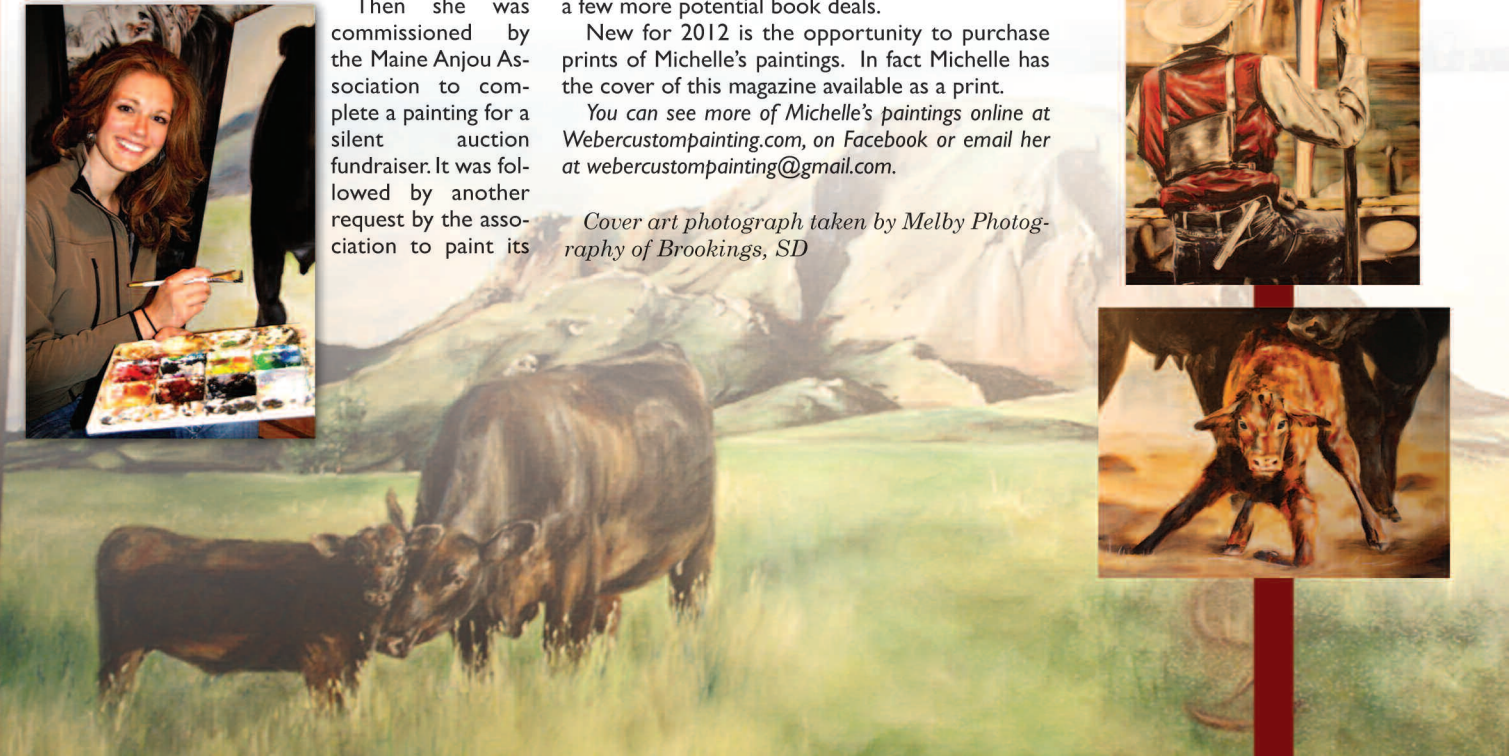 Then she was
commissioned by
the Maine Anjou As-
sociation to com-
plete a painting for a
silent auction
fundraiser. It was fol-
lowed by another
request by the asso-
ciation to paint its
a few more potential book deals.
New for 2012 is the opportunity to purchase
prints of Michelle's paintings. In fact Michelle has
the cover of this magazine available as a print.
You can see more of Michelle's paintings online at
Webercustompainting.com, on Facebook or email her
at webercustompainting@gmail.com.
Cover art photograph taken by Melby Photog-
raphy of Brookings, SD